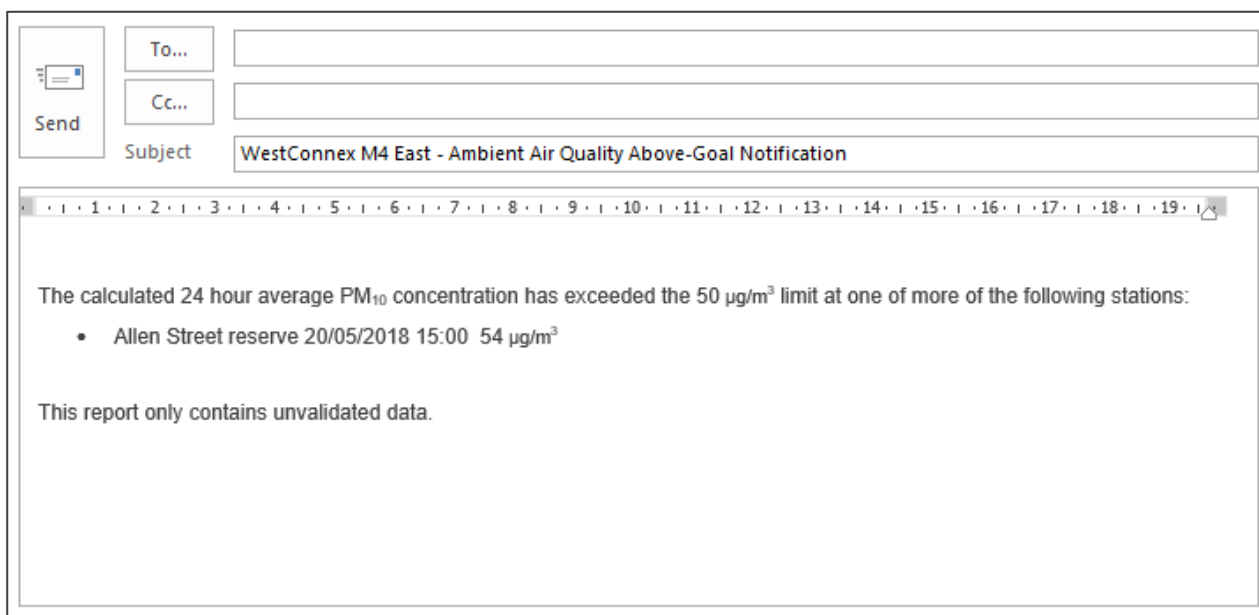 To...
Cc...
Send
Subject
WestConnex M4 East - Ambient Air Quality Above-Goal Notification
1 2 3 4 5 6 7 8 9 10 11 12 13 14 15 16 17 18 19
The calculated 24 hour average PM₁₀ concentration has exceeded the 50 µg/m³ limit at one of more of the following stations:
• Allen Street reserve 20/05/2018 15:00 54 µg/m³
This report only contains unvalidated data.